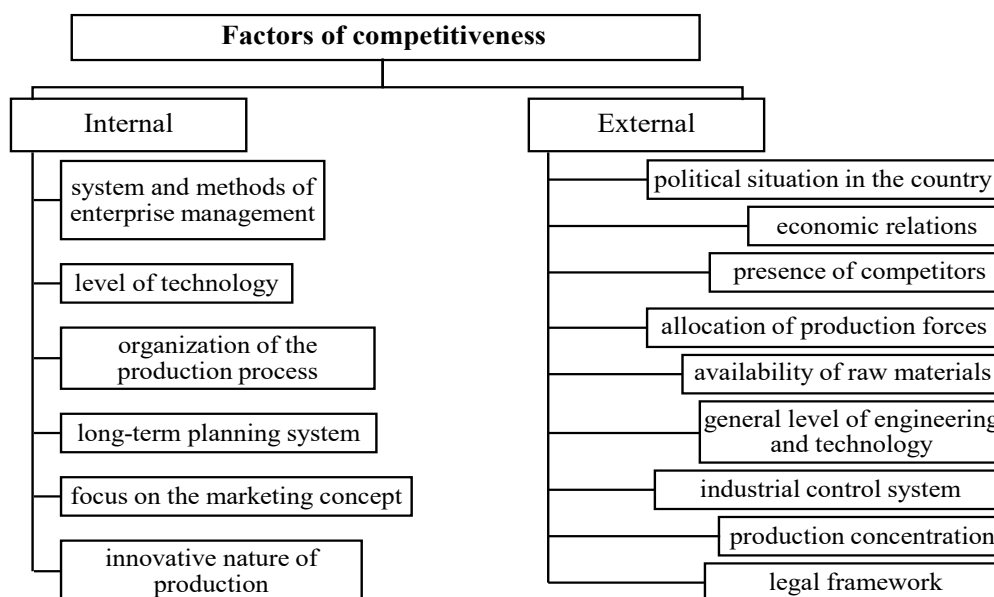 Factors of competitiveness
Internal
system and methods of
enterprise management
level of technology
organization of the
production process
long-term planning system
focus on the marketing concept
innovative nature of
production
External
political situation in the country
economic relations
presence of competitors
allocation of production forces
availability of raw materials
general level of engineering
and technology
industrial control system
production concentration
legal framework